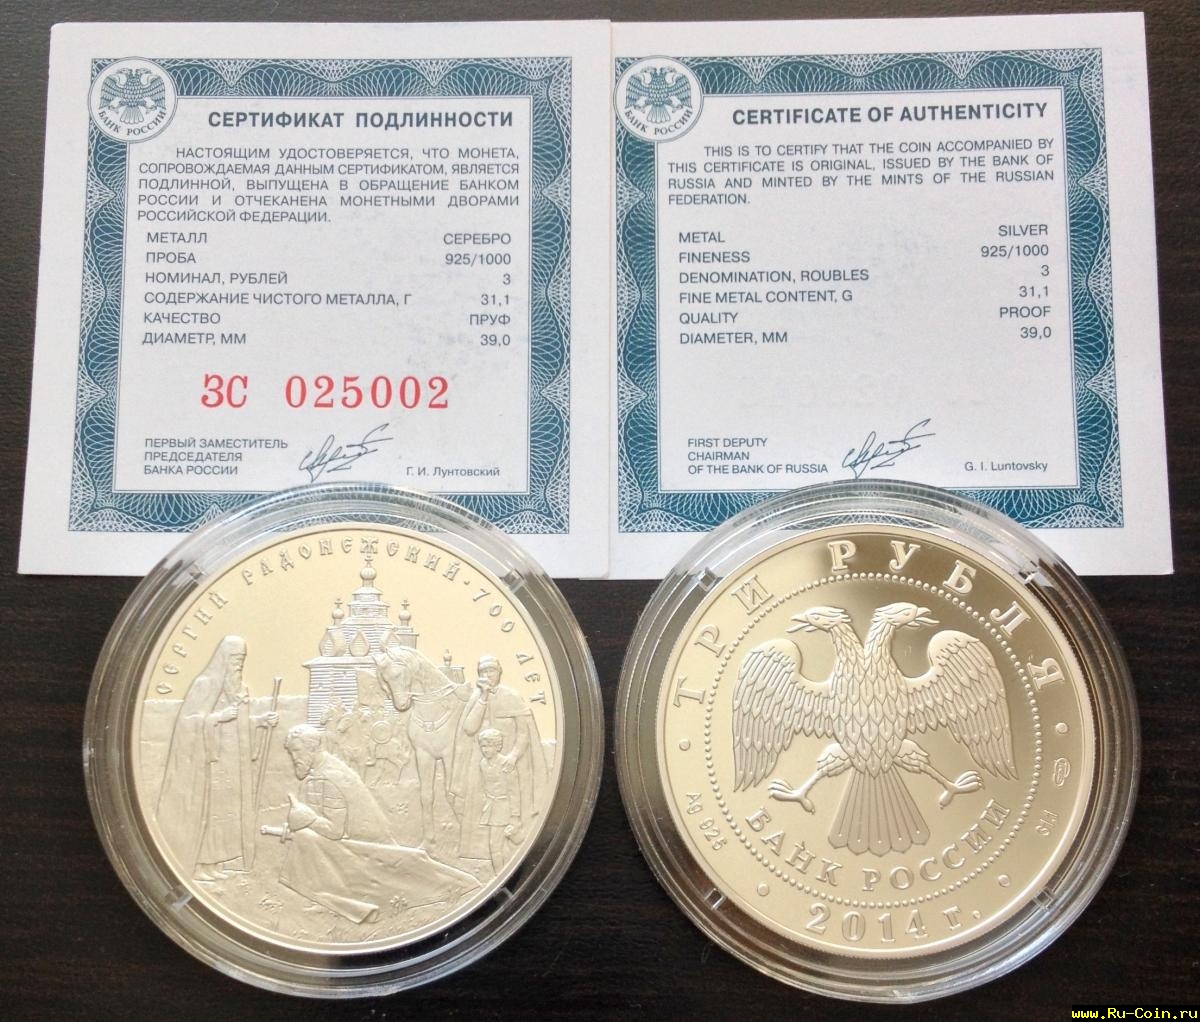 БАНК РОССИИ
СЕРТИФИКАТ ПОДЛИННОСТИ
НАСТОЯЩИМ УДОСТОВЕРЯЕТСЯ, ЧТО МОНЕТА,
СОПРОВОЖДАЕМАЯ ДАННЫМ СЕРТИФИКАТОМ, ЯВЛЯЕТСЯ
ПОДЛИННОЙ, ВЫПУЩЕНА В ОБРАЩЕНИЕ БАНКОМ
РОССИИ И ОТЧЕКАНЕНА МОНЕТНЫМИ ДВОРАМИ
РОССИЙСКОЙ ФЕДЕРАЦИИ.
МЕТАЛЛ СЕРЕБРО
ПРОБА 925/1000
НОМИНАЛ, РУБЛЕЙ 3
СОДЕРЖАНИЕ ЧИСТОГО МЕТАЛЛА, Г 31,1
КАЧЕСТВО ПРУФ
ДИАМЕТР, ММ 39,0
ЗС 025002
ПЕРВЫЙ ЗАМЕСТИТЕЛЬ
ПРЕДСЕДАТЕЛЯ
БАНКА РОССИИ Г. И. Лунтовский
БАНК РОССИИ
CERTIFICATE OF AUTHENTICITY
THIS IS TO CERTIFY THAT THE COIN ACCOMPANIED BY
THIS CERTIFICATE IS ORIGINAL, ISSUED BY THE BANK OF
RUSSIA AND MINTED BY THE MINTS OF THE RUSSIAN
FEDERATION.
METAL SILVER
FINENESS 925/1000
DENOMINATION, ROUBLES 3
FINE METAL CONTENT, G 31,1
QUALITY PROOF
DIAMETER, MM 39,0
FIRST DEPUTY
CHAIRMAN
OF THE BANK OF RUSSIA G. I. Luntovsky
СЕРГИЙ РАДОНЕЖСКИЙ · 700 ЛЕТ
ТРИ РУБЛЯ
Ag 925
31,1
БАНК РОССИИ
2014 г.
www.Ru-Coin.ru